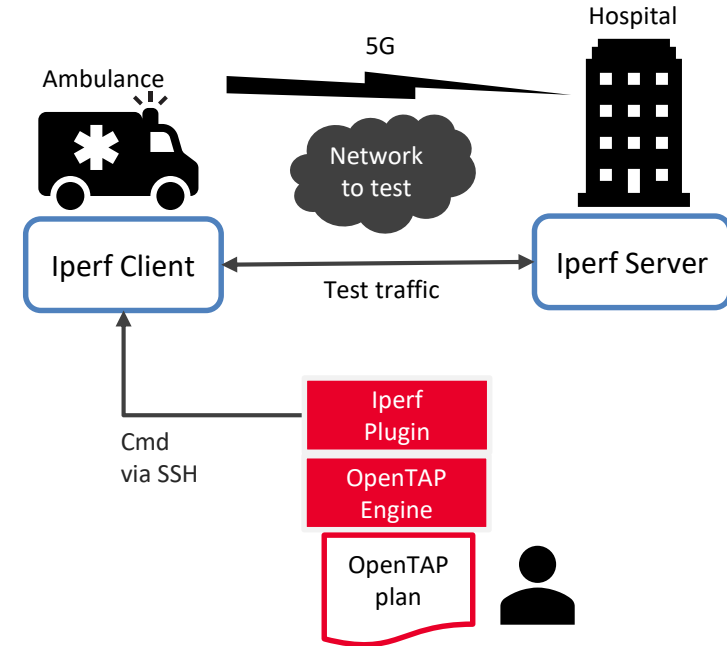 Hospital
5G
Ambulance
Network
to test
Iperf Client
Iperf Server
Test traffic
Iperf
Plugin
Cmd
via SSH
OpenTAP
Engine
OpenTAP
plan